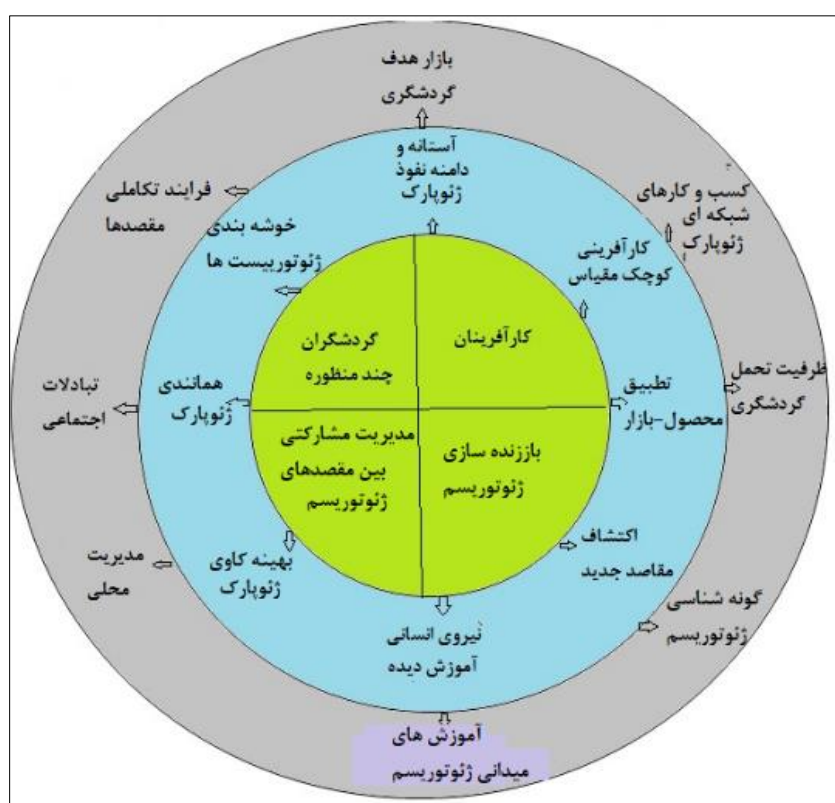 بازار هدف
گردشگری
آستانه و
دامنه نفوذ
ژئوپارک
کسب و کارهای
شبکه ای
ژئوپارک
فرایند تکاملی
مقصدها
خوشه بندی
ژئوتوربیست ها
کارآفرینی
کوچک مقیاس
کارآفرینان
گردشگران
چند منظوره
ظرفیت تحمل
گردشگری
تطبیق
محصول-بازار
همانندی
ژئوپارک
تبادلات
اجتماعی
باززنده سازی
ژئوتوریسم
مدیریت مشارکتی
بین مقصدهای
ژئوتوریسم
اکتشاف
مقاصد جدید
بهینه کاوی
ژئوپارک
مدیریت
محلی
گونه شناسی
ژئوتوریسم
نیروی انسانی
آموزش دیده
آموزش های
میدانی ژئوتوریسم